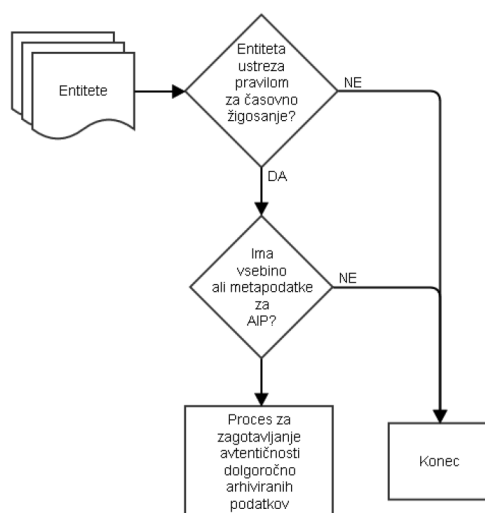 Entitete
Entiteta
ustreza
pravilom
za časovno
žigosanje?
NE
DA
Ima
vsebino
ali metapodatke
za
AIP?
NE
Proces za
zagotavljanje
avtentičnosti
dolgoročno
arhiviranih
podatkov
Konec